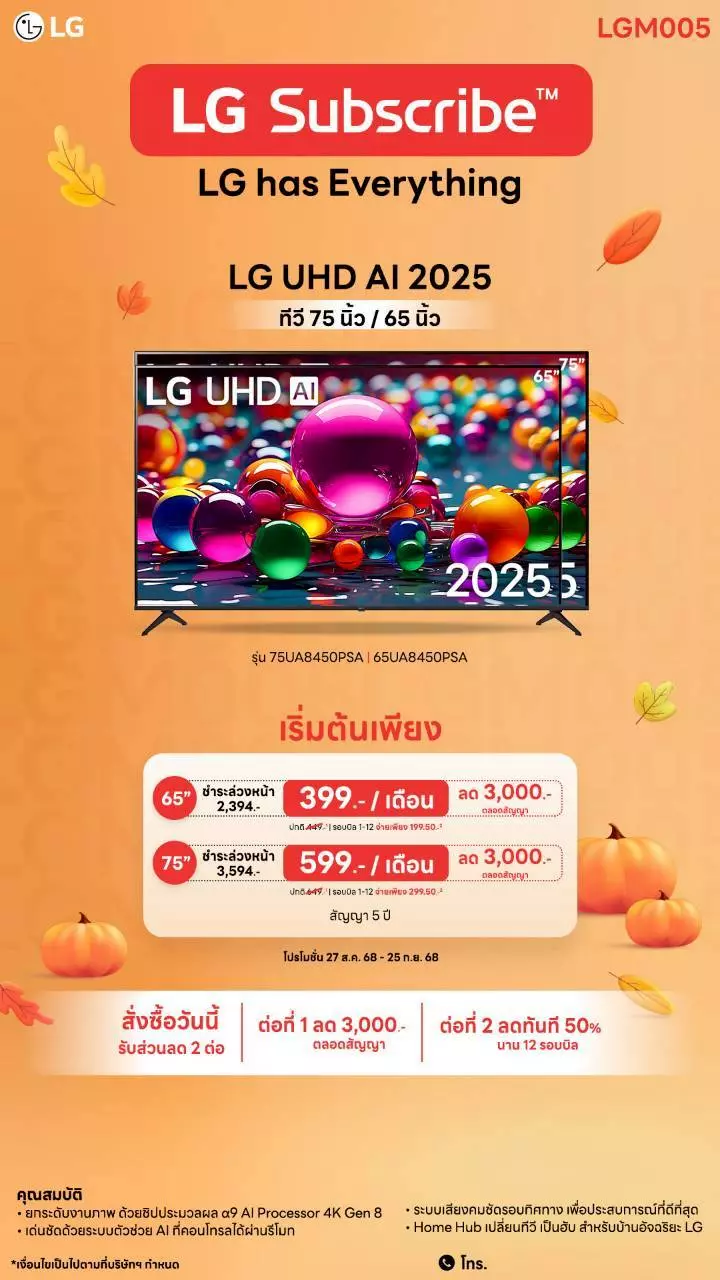 LG
LGM005
LG Subscribe™
LG has Everything
LG UHD AI 2025
ทีวี 75 นิ้ว / 65 นิ้ว
75"
65"
LG UHD AI
2025
5
รุ่น 75UA8450PSA | 65UA8450PSA
เริ่มต้นเพียง
65” ชำระล่วงหน้า 2,394.- 399.- / เดือน ลด 3,000.- ตลอดสัญญา
ปกติ 449.-¹ | รอบบิล 1-12 จ่ายเพียง 199.50.-²
75” ชำระล่วงหน้า 3,594.- 599.- / เดือน ลด 3,000.- ตลอดสัญญา
ปกติ 649.-¹ | รอบบิล 1-12 จ่ายเพียง 299.50.-²
สัญญา 5 ปี
โปรโมชั่น 27 ส.ค. 68 - 25 ก.ย. 68
สั่งซื้อวันนี้
รับส่วนลด 2 ต่อ
ต่อที่ 1 ลด 3,000.-
ตลอดสัญญา
ต่อที่ 2 ลดทันที 50%
นาน 12 รอบบิล
คุณสมบัติ
• ยกระดับงานภาพ ด้วยชิปประมวลผล α9 AI Processor 4K Gen 8
• เด่นชัดด้วยระบบตัวช่วย AI ที่คอนโทรลได้ผ่านรีโมท
• ระบบเสียงคมชัดรอบทิศทาง เพื่อประสบการณ์ที่ดีที่สุด
• Home Hub เปลี่ยนทีวี เป็นฮับ สำหรับบ้านอัจฉริยะ LG
*เงื่อนไขเป็นไปตามที่บริษัทฯ กำหนด
โทร.